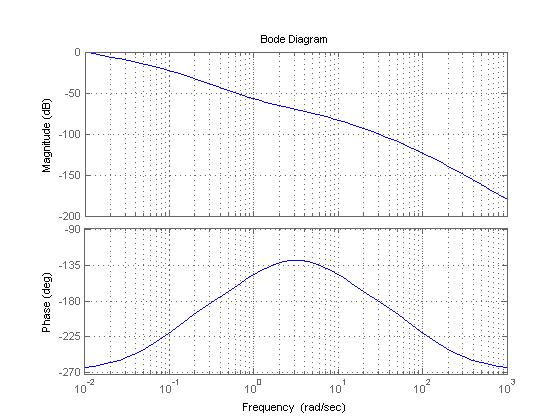 Bode Diagram
Magnitude (dB)
0
-50
-100
-150
-200
Phase (deg)
-90
-135
-180
-225
-270
10^-2 10^-1 10^0 10^1 10^2 10^3
Frequency (rad/sec)